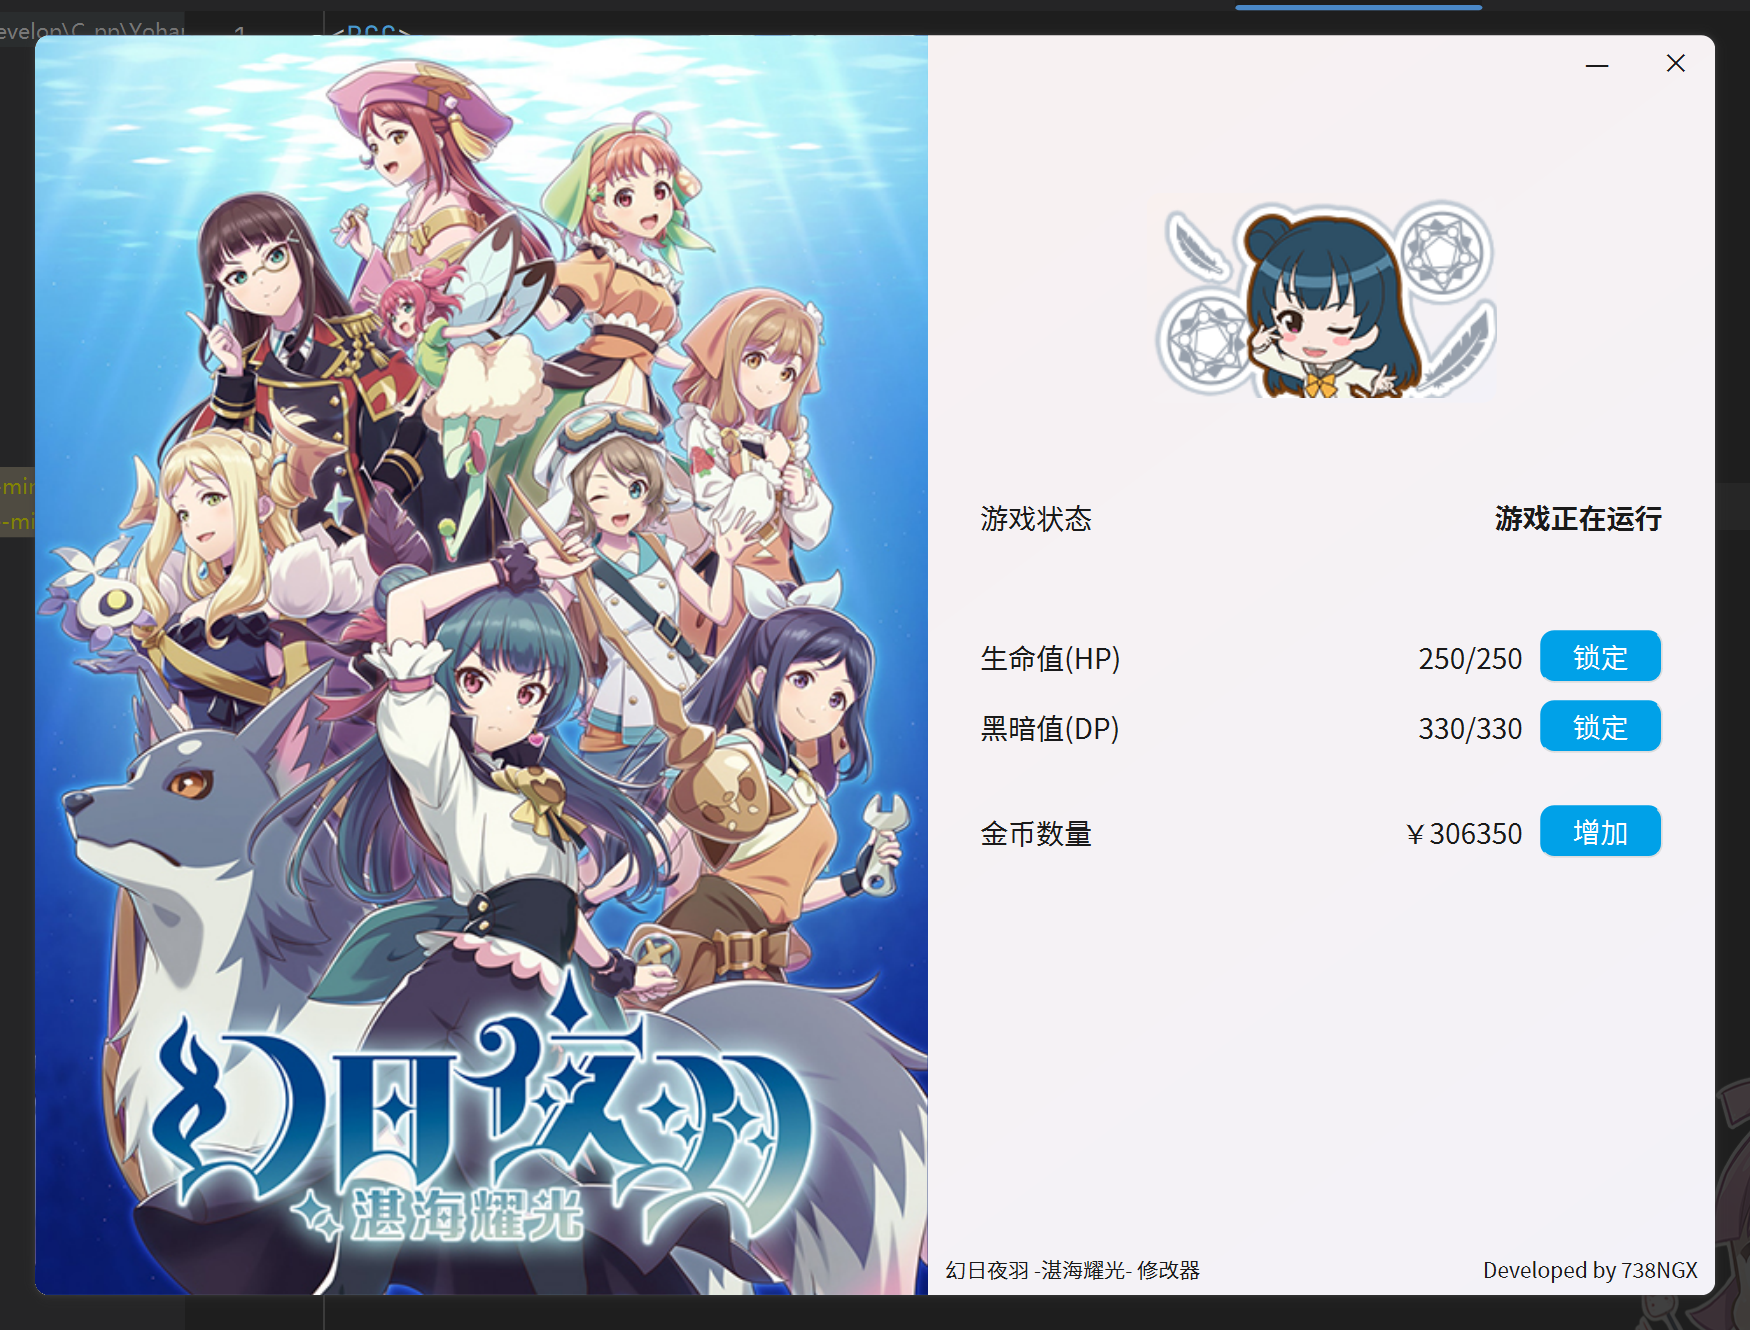 evelop\C_pp\Yohan
1
<RCC>
-min
--mi
幻日夜羽
湛海耀光
游戏状态
游戏正在运行
生命值(HP)
250/250
锁定
黑暗值(DP)
330/330
锁定
金币数量
￥306350
增加
幻日夜羽 -湛海耀光- 修改器
Developed by 738NGX